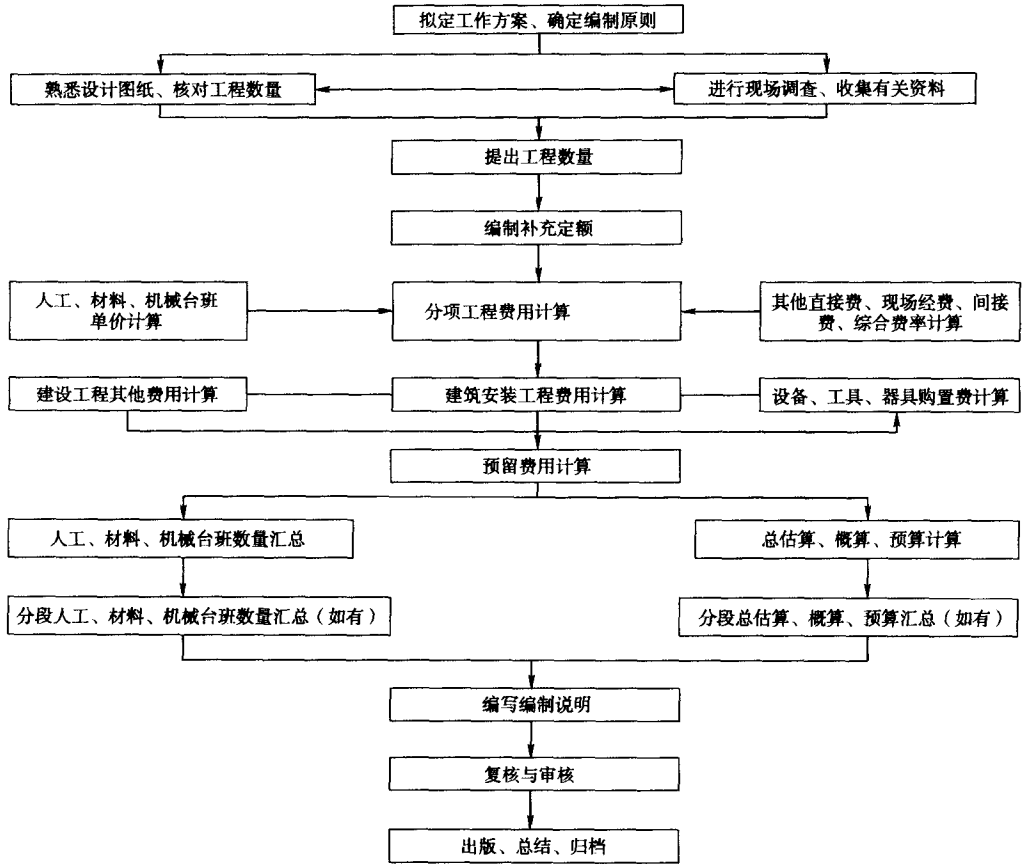 拟定工作方案、确定编制原则
熟悉设计图纸、核对工程数量
进行现场调查、收集有关资料
提出工程数量
编制补充定额
人工、材料、机械台班
单价计算
分项工程费用计算
其他直接费、现场经费、间接
费、综合费率计算
建设工程其他费用计算
建筑安装工程费用计算
设备、工具、器具购置费计算
预留费用计算
人工、材料、机械台班数量汇总
总估算、概算、预算计算
分段人工、材料、机械台班数量汇总(如有)
分段总估算、概算、预算汇总(如有)
编写编制说明
复核与审核
出版、总结、归档